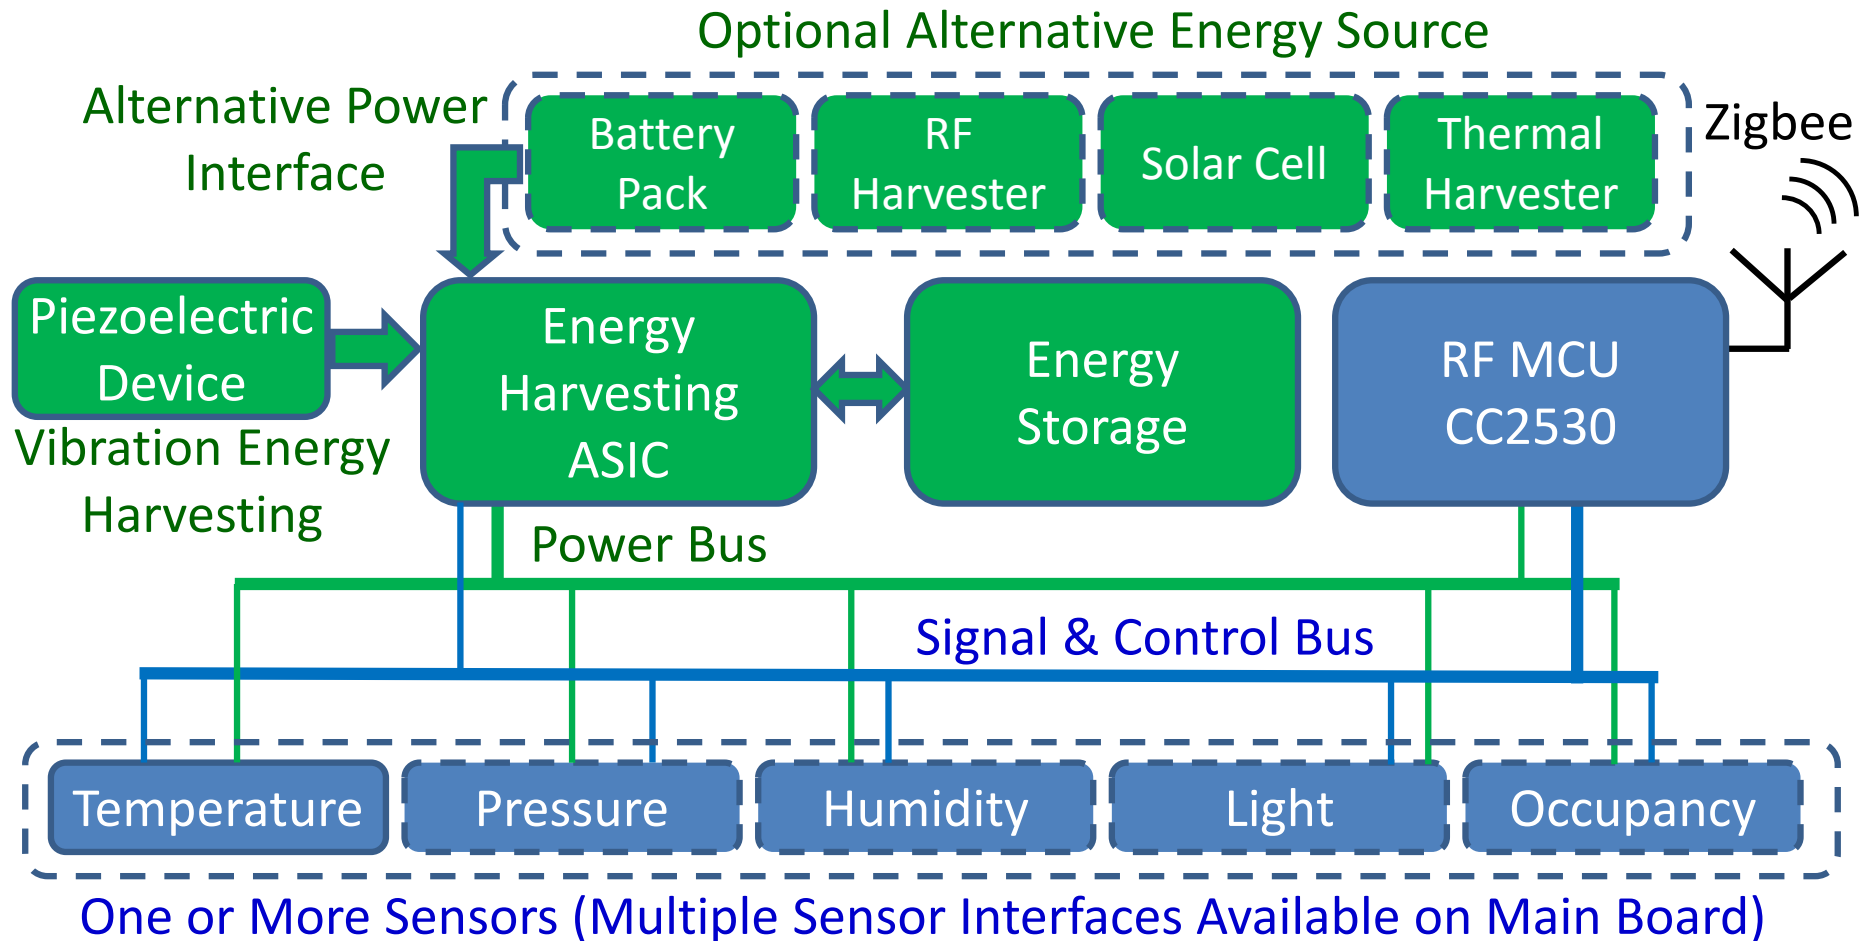 Optional Alternative Energy Source
Alternative Power
Interface
Battery
Pack
RF
Harvester
Solar Cell
Thermal
Harvester
Zigbee
Piezoelectric
Device
Vibration Energy
Harvesting
Energy
Harvesting
ASIC
Energy
Storage
RF MCU
CC2530
Power Bus
Signal & Control Bus
Temperature
Pressure
Humidity
Light
Occupancy
One or More Sensors (Multiple Sensor Interfaces Available on Main Board)